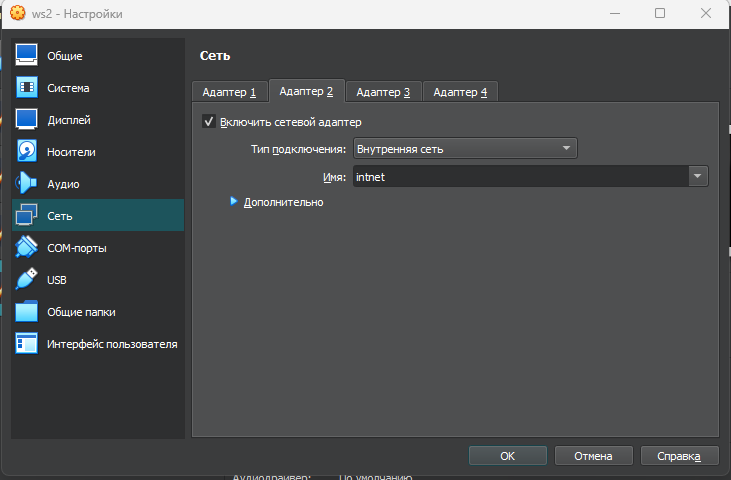 ws2 - Настройки
Общие
Система
Дисплей
Носители
Аудио
Сеть
COM-порты
USB
Общие папки
Интерфейс пользователя
Сеть
Адаптер 1 Адаптер 2 Адаптер 3 Адаптер 4
Включить сетевой адаптер
Тип подключения: Внутренняя сеть
Имя: intnet
Дополнительно
OK Отмена Справка
Аудиодрайвер: По умолчанию